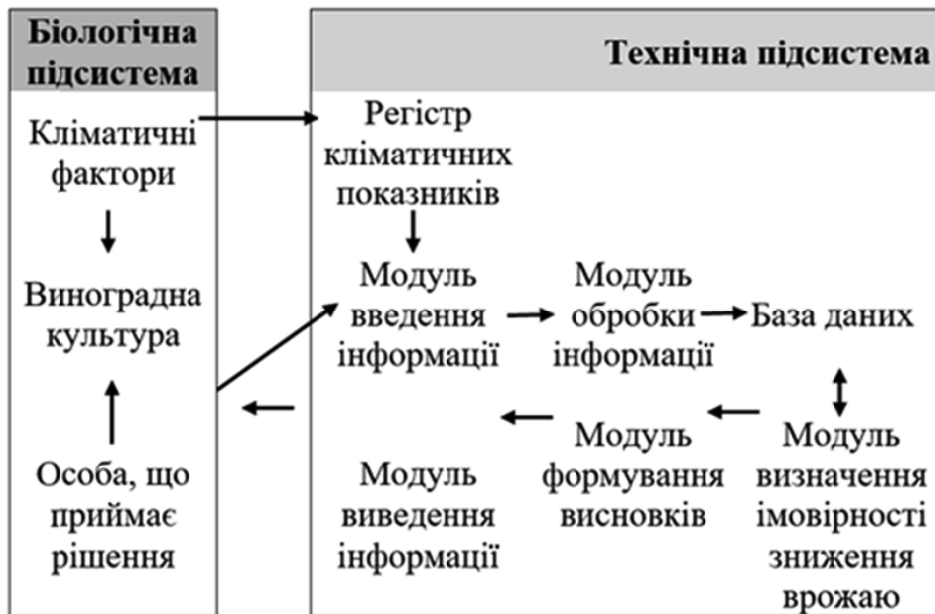 Біологічна
підсистема
Кліматичні
фактори
Виноградна
культура
Особа, що
приймає
рішення
Технічна підсистема
Регістр
кліматичних
показників
Модуль
введення
інформації
Модуль
обробки
інформації
База даних
Модуль
виведення
інформації
Модуль
формування
висновків
Модуль
визначення
імовірності
зниження
врожаю